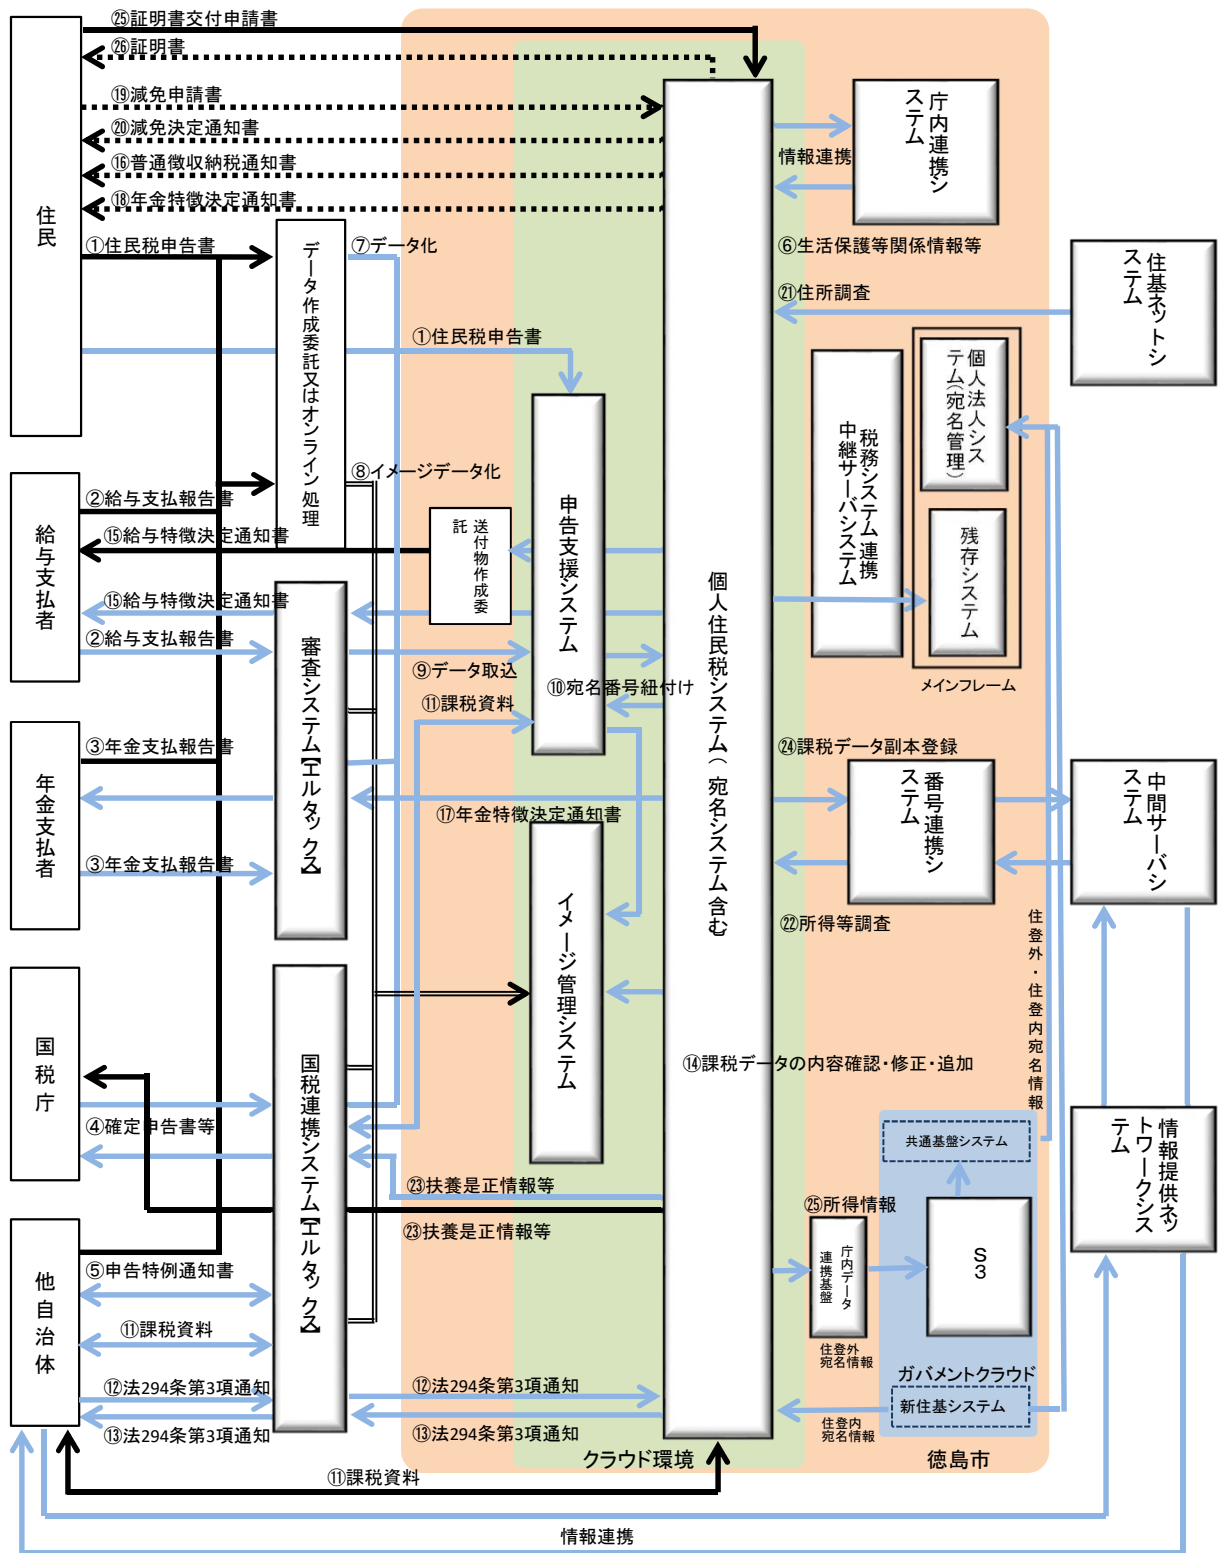 ㉕証明書交付申請書
㉖証明書
⑲減免申請書
⑳減免決定通知書
⑯普通徴収納税通知書
⑱年金特徴決定通知書
住民
①住民税申告書
データ作成委託又はオンライン処理
⑦データ化
①住民税申告書
⑧イメージデータ化
庁内連携シ
ステム
情報連携
⑥生活保護等関係情報等
㉑住所調査
住基ネットシ
ステム
個人法人シス
テム(宛名管理)
税務システム連携
中継サーバシステム
残存システム
メインフレーム
給与支払者
②給与支払報告書
⑮給与特徴決定通知書
⑮給与特徴決定通知書
②給与支払報告書
送付物作成委
託
申告支援システム
個人住民税システム(宛名システム含む
審査システム【エルタックス】
⑨データ取込
⑩宛名番号紐付け
⑪課税資料
年金支払者
③年金支払報告書
③年金支払報告書
⑰年金特徴決定通知書
㉔課税データ副本登録
番号連携シ
ステム
中間サーバシ
ステム
㉒所得等調査
イメージ管理システム
住登外・住登内宛名情報
国税庁
④確定申告書等
国税連携システム【エルタックス】
⑭課税データの内容確認・修正・追加
共通基盤システム
情報提供ネッ
トワークシス
テム
㉓扶養是正情報等
㉓扶養是正情報等
㉕所得情報
庁内データ
連携基盤
S3
住登外
宛名情報
ガバメントクラウド
新住基システム
住登内
宛名情報
他自治体
⑤申告特例通知書
⑪課税資料
⑫法294条第3項通知
⑬法294条第3項通知
⑫法294条第3項通知
⑬法294条第3項通知
クラウド環境
徳島市
⑪課税資料
情報連携